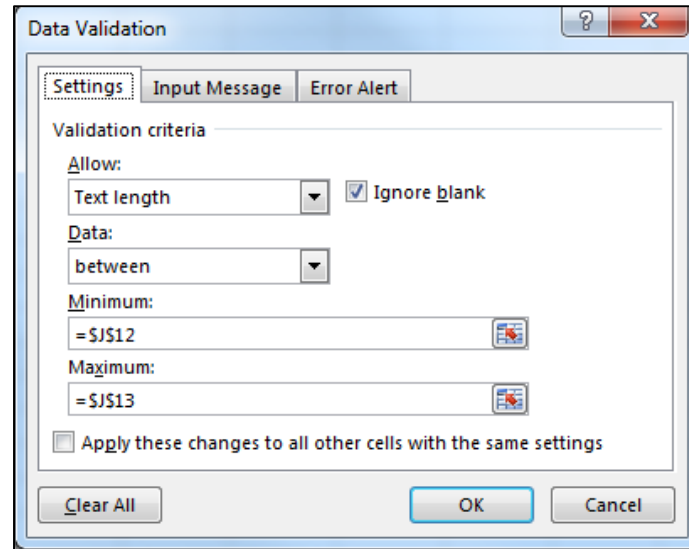 Data Validation
Settings Input Message Error Alert
Validation criteria
Allow:
Text length Ignore blank
Data:
between
Minimum:
=$J$12
Maximum:
=$J$13
Apply these changes to all other cells with the same settings
Clear All OK Cancel